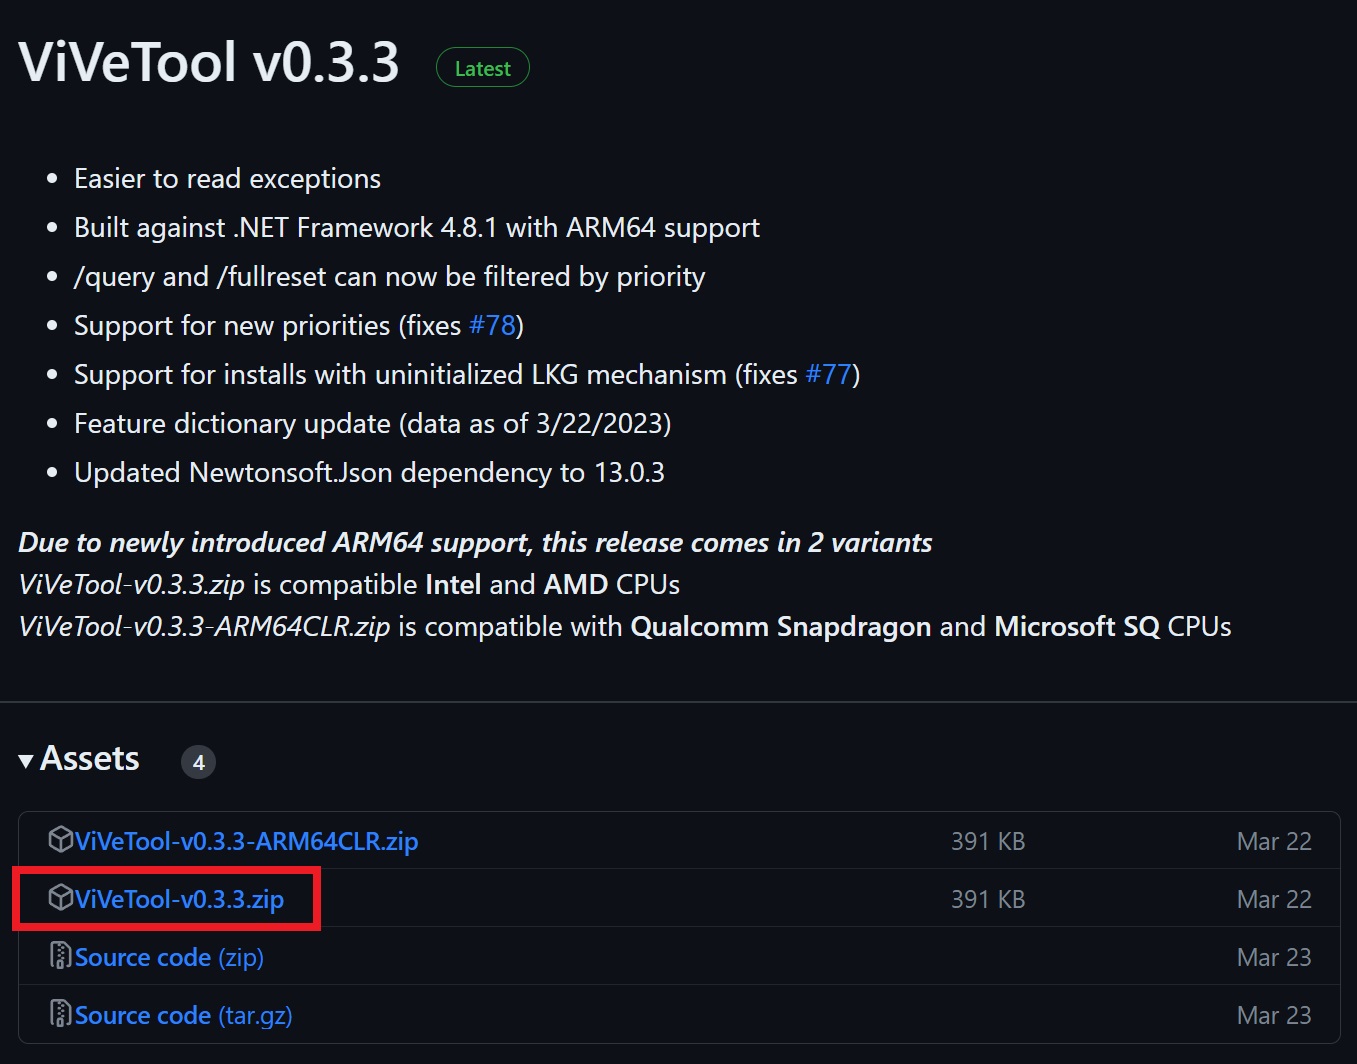 ViVeTool v0.3.3 Latest
Easier to read exceptions
Built against .NET Framework 4.8.1 with ARM64 support
/query and /fullreset can now be filtered by priority
Support for new priorities (fixes #78)
Support for installs with uninitialized LKG mechanism (fixes #77)
Feature dictionary update (data as of 3/22/2023)
Updated Newtonsoft.Json dependency to 13.0.3
Due to newly introduced ARM64 support, this release comes in 2 variants
ViVeTool-v0.3.3.zip is compatible Intel and AMD CPUs
ViVeTool-v0.3.3-ARM64CLR.zip is compatible with Qualcomm Snapdragon and Microsoft SQ CPUs
Assets 4
ViVeTool-v0.3.3-ARM64CLR.zip 391 KB Mar 22
ViVeTool-v0.3.3.zip 391 KB Mar 22
Source code (zip) Mar 23
Source code (tar.gz) Mar 23